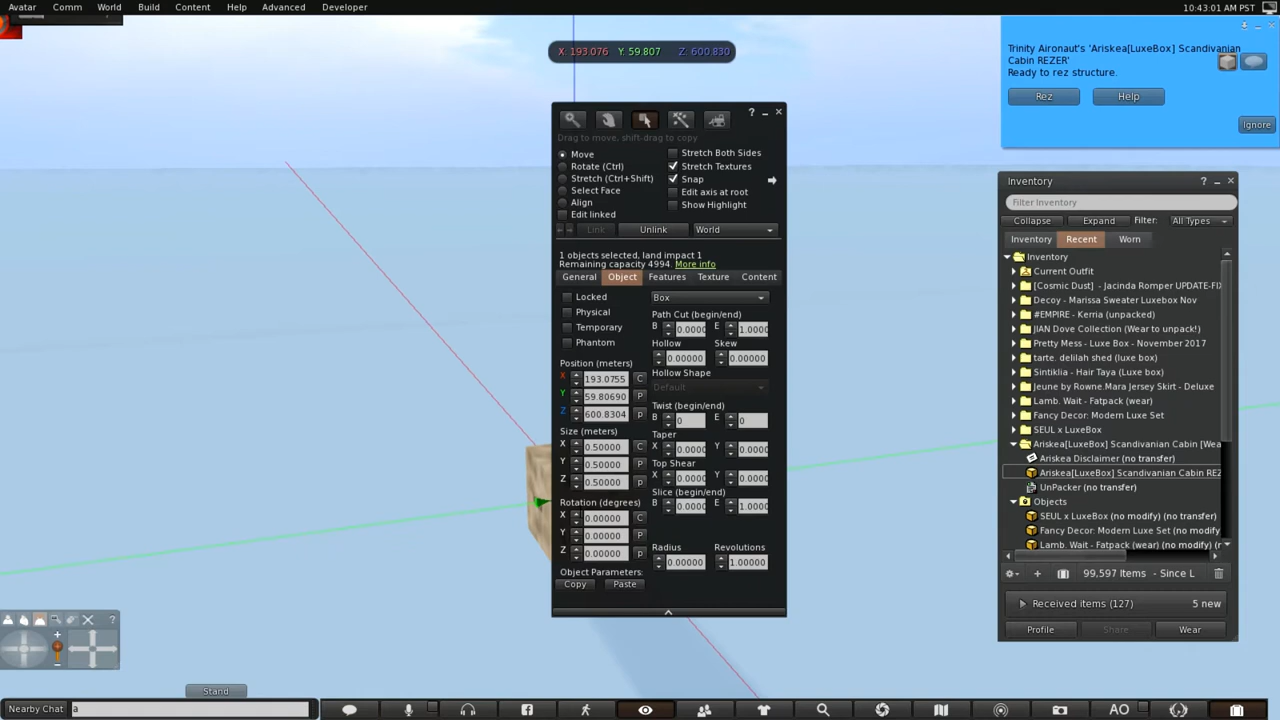 Avatar Comm World Build Content Help Advanced Developer
10:43:01 AM PST
X: 193.076 Y: 59.807 Z: 600.830
Trinity Aironaut's 'Ariskea[LuxeBox] Scandivanian
Cabin REZER'
Ready to rez structure.
Rez Help
Ignore
?
Drag to move, shift-drag to copy
Move
Rotate (Ctrl)
Stretch (Ctrl+Shift)
Select Face
Align
Edit linked
Stretch Both Sides
Stretch Textures
Snap
Edit axis at root
Show Highlight
Link Unlink World
1 objects selected, land impact 1
Remaining capacity 4994. More info
General Object Features Texture Content
Locked
Physical
Temporary
Phantom
Position (meters)
X 193.0755 C
Y 59.80690 P
Z 600.8304 P
Size (meters)
X 0.50000 C
Y 0.50000 P
Z 0.50000 P
Rotation (degrees)
X 0.00000 C
Y 0.00000 P
Z 0.00000 P
Object Parameters:
Copy Paste
Box
Path Cut (begin/end)
B 0.0000 E 1.0000
Hollow Skew
0.00000 0.00000
Hollow Shape
Default
Twist (begin/end)
B 0 E 0
Taper
X 0.0000 Y 0.0000
Top Shear
X 0.0000 Y 0.0000
Slice (begin/end)
B 0.0000 E 1.0000
Radius Revolutions
0.00000 1.00000
Inventory ?
Filter Inventory
Collapse Expand Filter: All Types
Inventory Recent Worn
Inventory
Current Outfit
[Cosmic Dust] - Jacinda Romper UPDATE-FI
Decoy - Marissa Sweater Luxebox Nov
#EMPIRE - Kerria (unpacked)
JIAN Dove Collection (Wear to unpack!)
Pretty Mess - Luxe Box - November 2017
tarte. delilah shed (luxe box)
Sintiklia - Hair Taya (Luxe box)
Jeune by Rowne.Mara Jersey Skirt - Deluxe
Lamb. Wait - Fatpack (wear)
Fancy Decor: Modern Luxe Set
SEUL x LuxeBox
Ariskea[LuxeBox] Scandivanian Cabin [Wea
Ariskea Disclaimer (no transfer)
Ariskea[LuxeBox] Scandivanian Cabin REZ
UnPacker (no transfer)
Objects
SEUL x LuxeBox (no modify) (no transfer)
Fancy Decor: Modern Luxe Set (no modify)
Lamb. Wait - Fatpack (wear) (no modify) (
99,597 Items - Since L
Received items (127) 5 new
Profile Share Wear
?
Stand
Nearby Chat a
AO